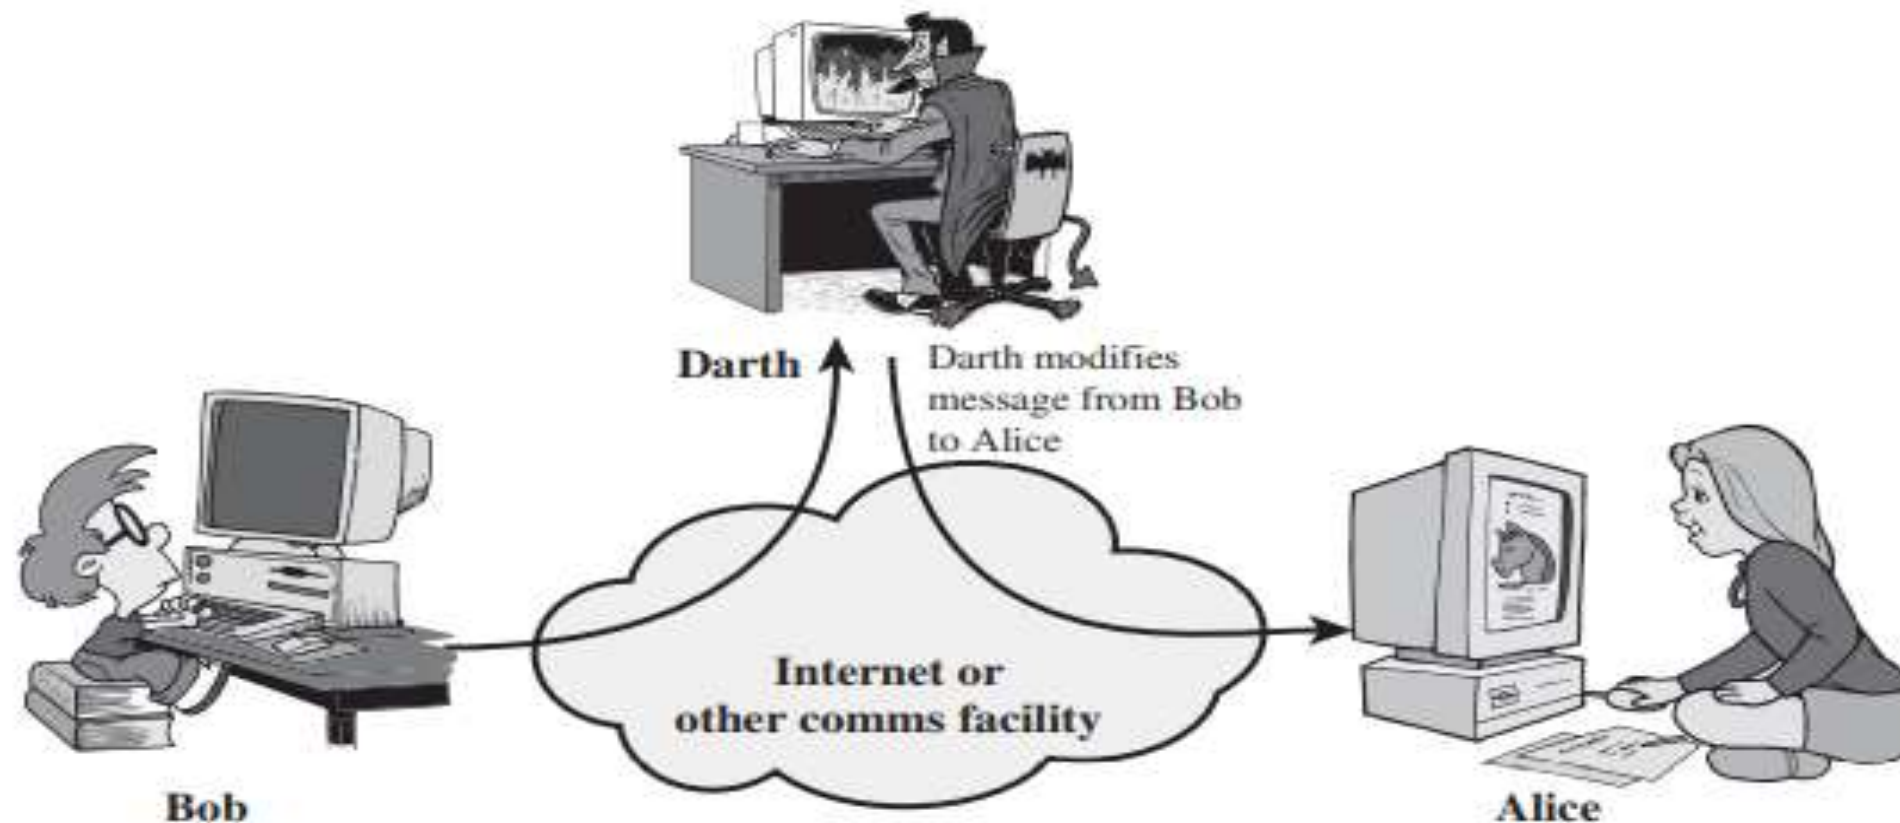 Darth
Darth modifies
message from Bob
to Alice
Internet or
other comms facility
Bob
Alice